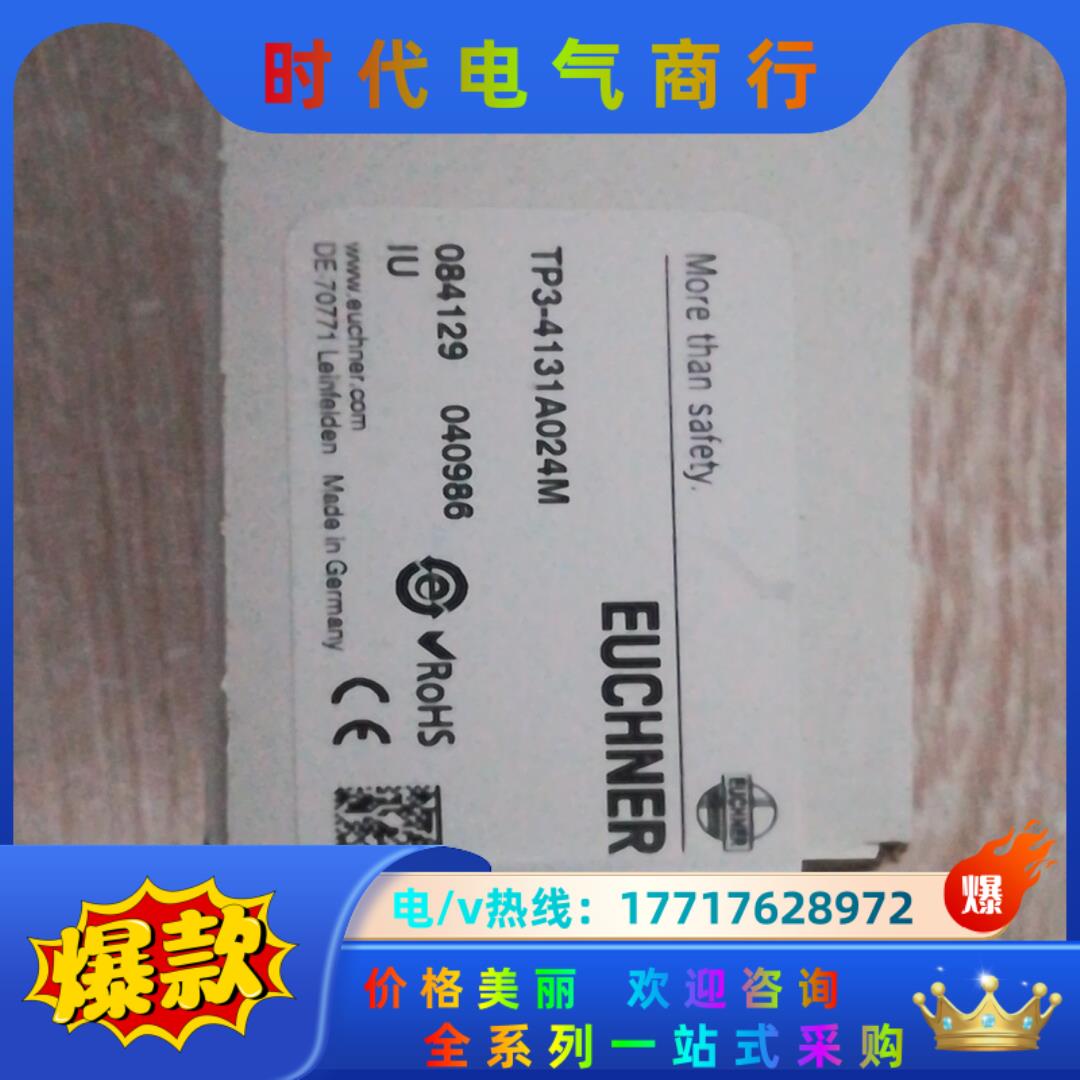 时代电气商行
More than safety.
EUCHNER
EUCHNER
TP3-4131A024M
084129 040986
IU
e
RoHS
www.euchner.com
DE-70771 Leinfelden Made in Germany
CE
爆款
电/v热线：17717628972
爆
价格美丽 欢迎咨询
全系列一站式采购